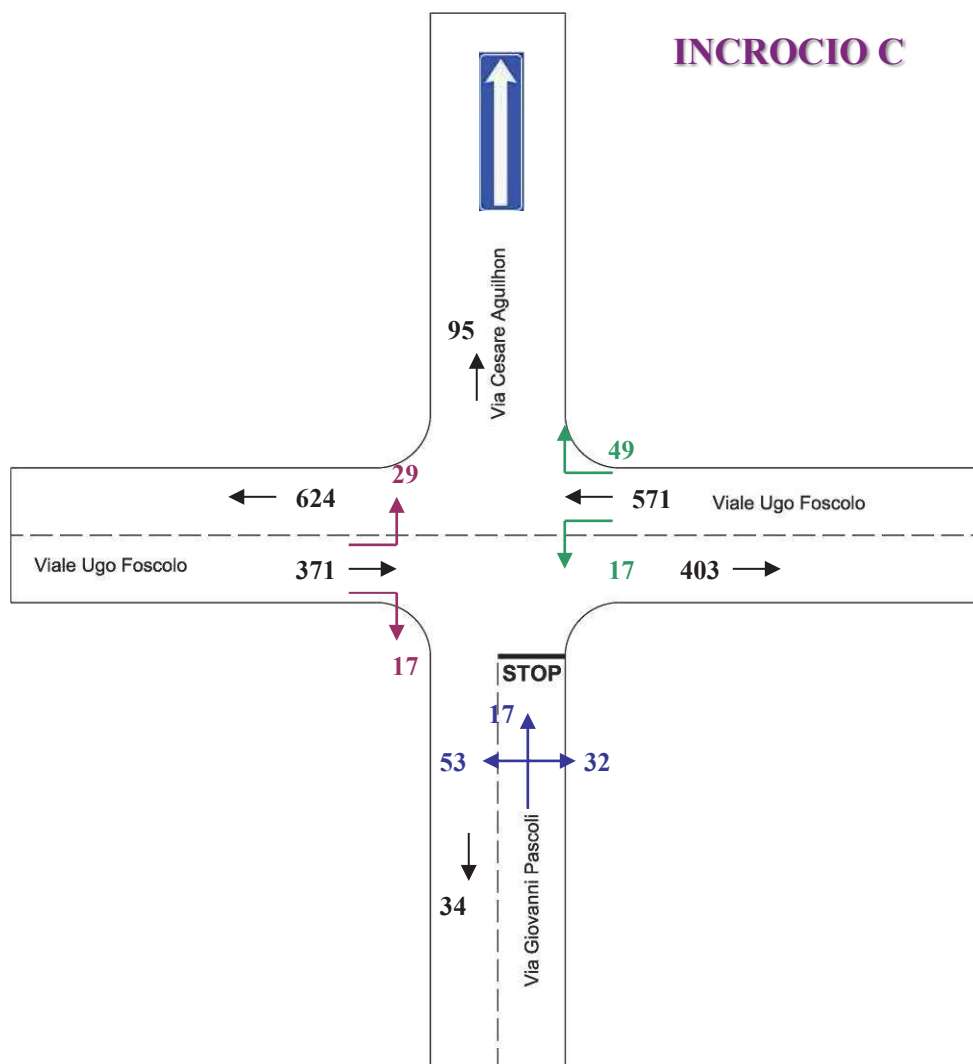 INCROCIO C
Via Cesare Aguilhon
95
49
29
624
571
Viale Ugo Foscolo
Viale Ugo Foscolo
371
17
403
17
STOP
17
53
32
Via Giovanni Pascoli
34